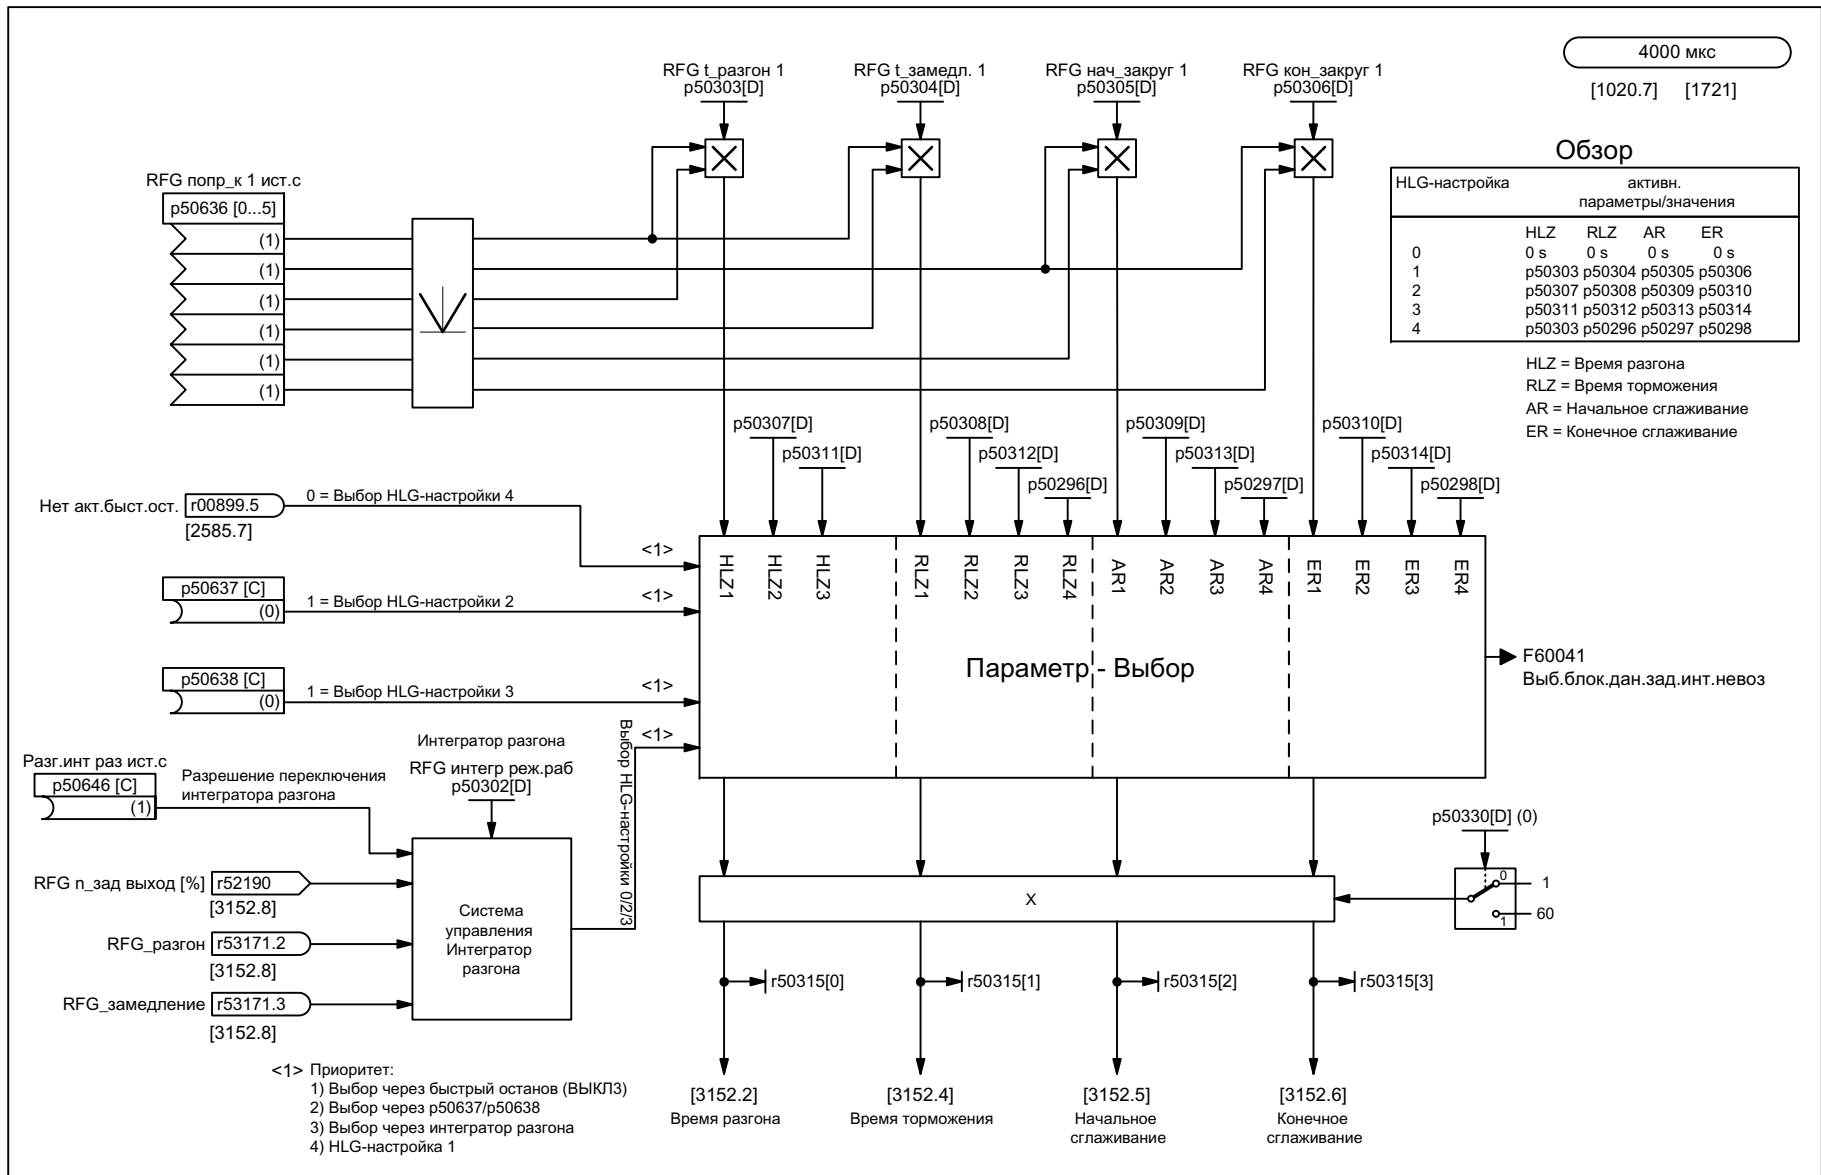 4000 мкс
[1020.7] [1721]
RFG t_разгон 1
p50303[D]
RFG t_замедл. 1
p50304[D]
RFG нач_закруг 1
p50305[D]
RFG кон_закруг 1
p50306[D]
Обзор
HLG-настройка активн.
параметры/значения
HLZ RLZ AR ER
0 0 s 0 s 0 s 0 s
1 p50303 p50304 p50305 p50306
2 p50307 p50308 p50309 p50310
3 p50311 p50312 p50313 p50314
4 p50303 p50296 p50297 p50298
HLZ = Время разгона
RLZ = Время торможения
AR = Начальное сглаживание
ER = Конечное сглаживание
RFG попр_к 1 ист.с
p50636 [0...5]
(1)
(1)
(1)
(1)
(1)
(1)
p50307[D]
p50311[D]
p50308[D]
p50312[D]
p50296[D]
p50309[D]
p50313[D]
p50297[D]
p50310[D]
p50314[D]
p50298[D]
Нет акт.быст.ост. r00899.5
[2585.7]
0 = Выбор HLG-настройки 4
<1>
p50637 [C]
(0)
1 = Выбор HLG-настройки 2
<1>
p50638 [C]
(0)
1 = Выбор HLG-настройки 3
<1>
<1>
HLZ1
HLZ2
HLZ3
RLZ1
RLZ2
RLZ3
RLZ4
AR1
AR2
AR3
AR4
ER1
ER2
ER3
ER4
Параметр - Выбор
F60041
Выб.блок.дан.зад.инт.невоз
Разг.инт раз ист.с
p50646 [C]
(1)
Разрешение переключения
интегратора разгона
Интегратор разгона
RFG интегр реж.раб
p50302[D]
Выбор HLG-настройки 0/2/3
RFG n_зад выход [%] r52190
[3152.8]
RFG_разгон r53171.2
[3152.8]
RFG_замедление r53171.3
[3152.8]
Система
управления
Интегратор
разгона
p50330[D] (0)
0
1
1
60
X
r50315[0]
r50315[1]
r50315[2]
r50315[3]
[3152.2]
Время разгона
[3152.4]
Время торможения
[3152.5]
Начальное
сглаживание
[3152.6]
Конечное
сглаживание
<1> Приоритет:
1) Выбор через быстрый останов (ВЫКЛ3)
2) Выбор через p50637/p50638
3) Выбор через интегратор разгона
4) HLG-настройка 1